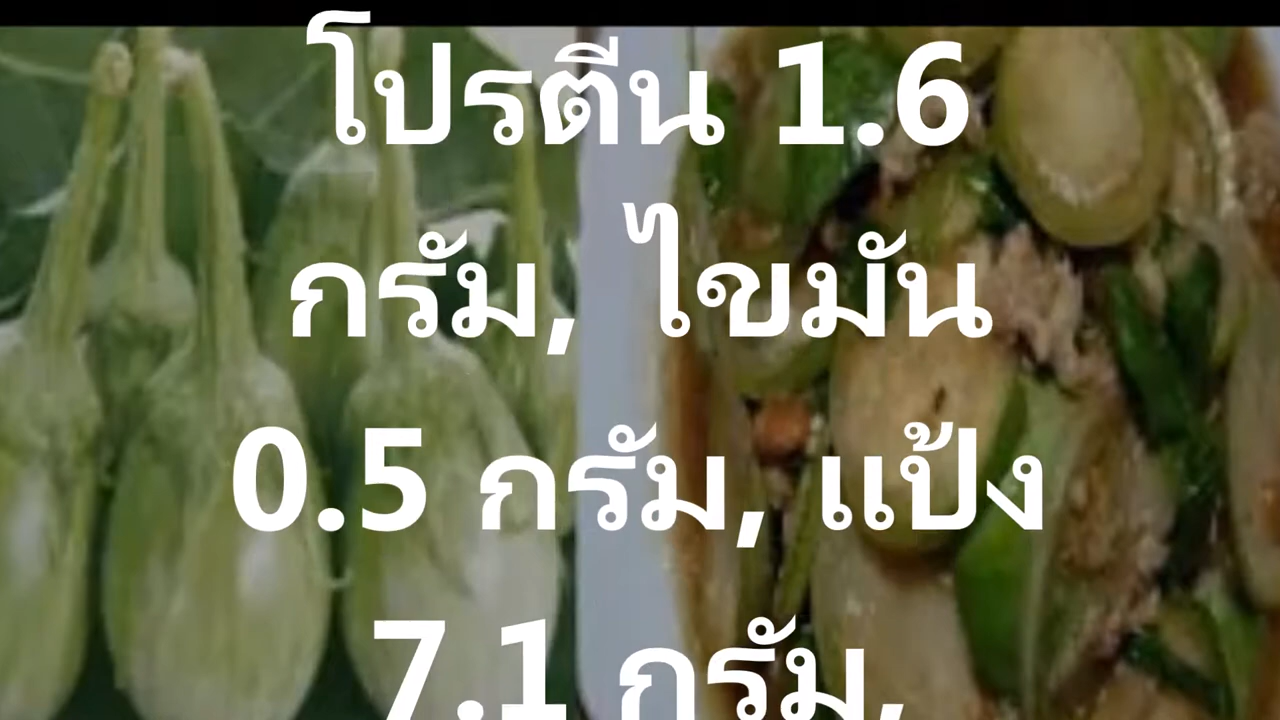 โปรตีน 1.6
กรัม, ไขมัน
0.5 กรัม, แป้ง
7.1 กรัม,